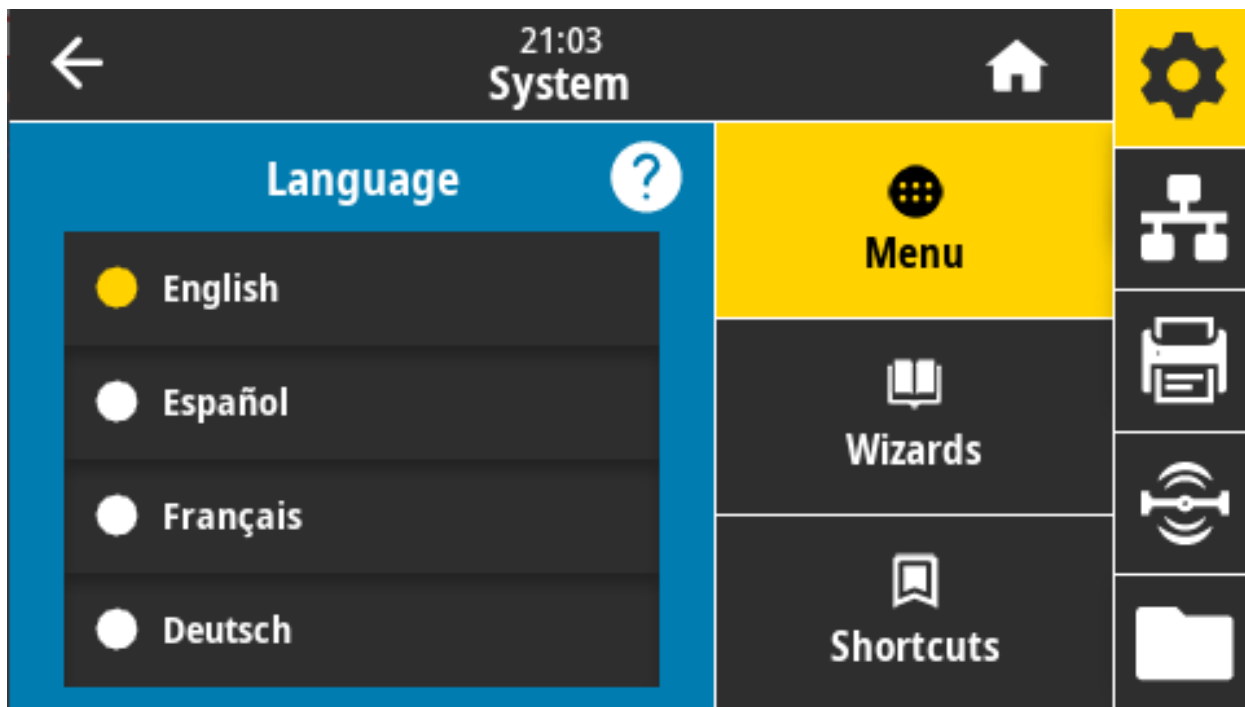 21:03
System
Language
?
English
Español
Français
Deutsch
Menu
Wizards
Shortcuts